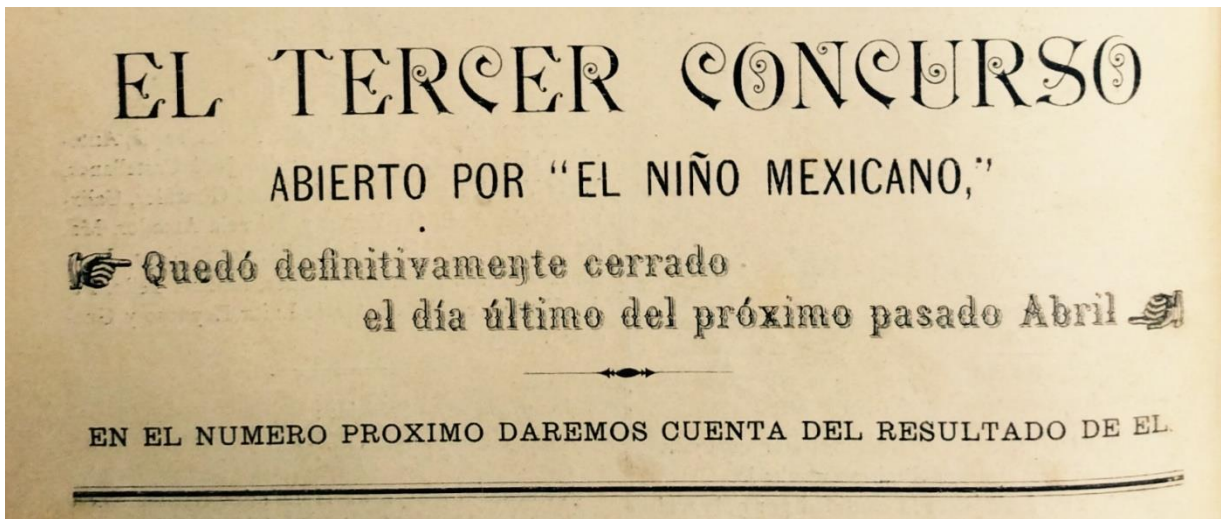 EL TERCER CONCURSO
ABIERTO POR "EL NIÑO MEXICANO,"
Quedó definitivamente cerrado
el día último del próximo pasado Abril
EN EL NUMERO PROXIMO DAREMOS CUENTA DEL RESULTADO DE EL.